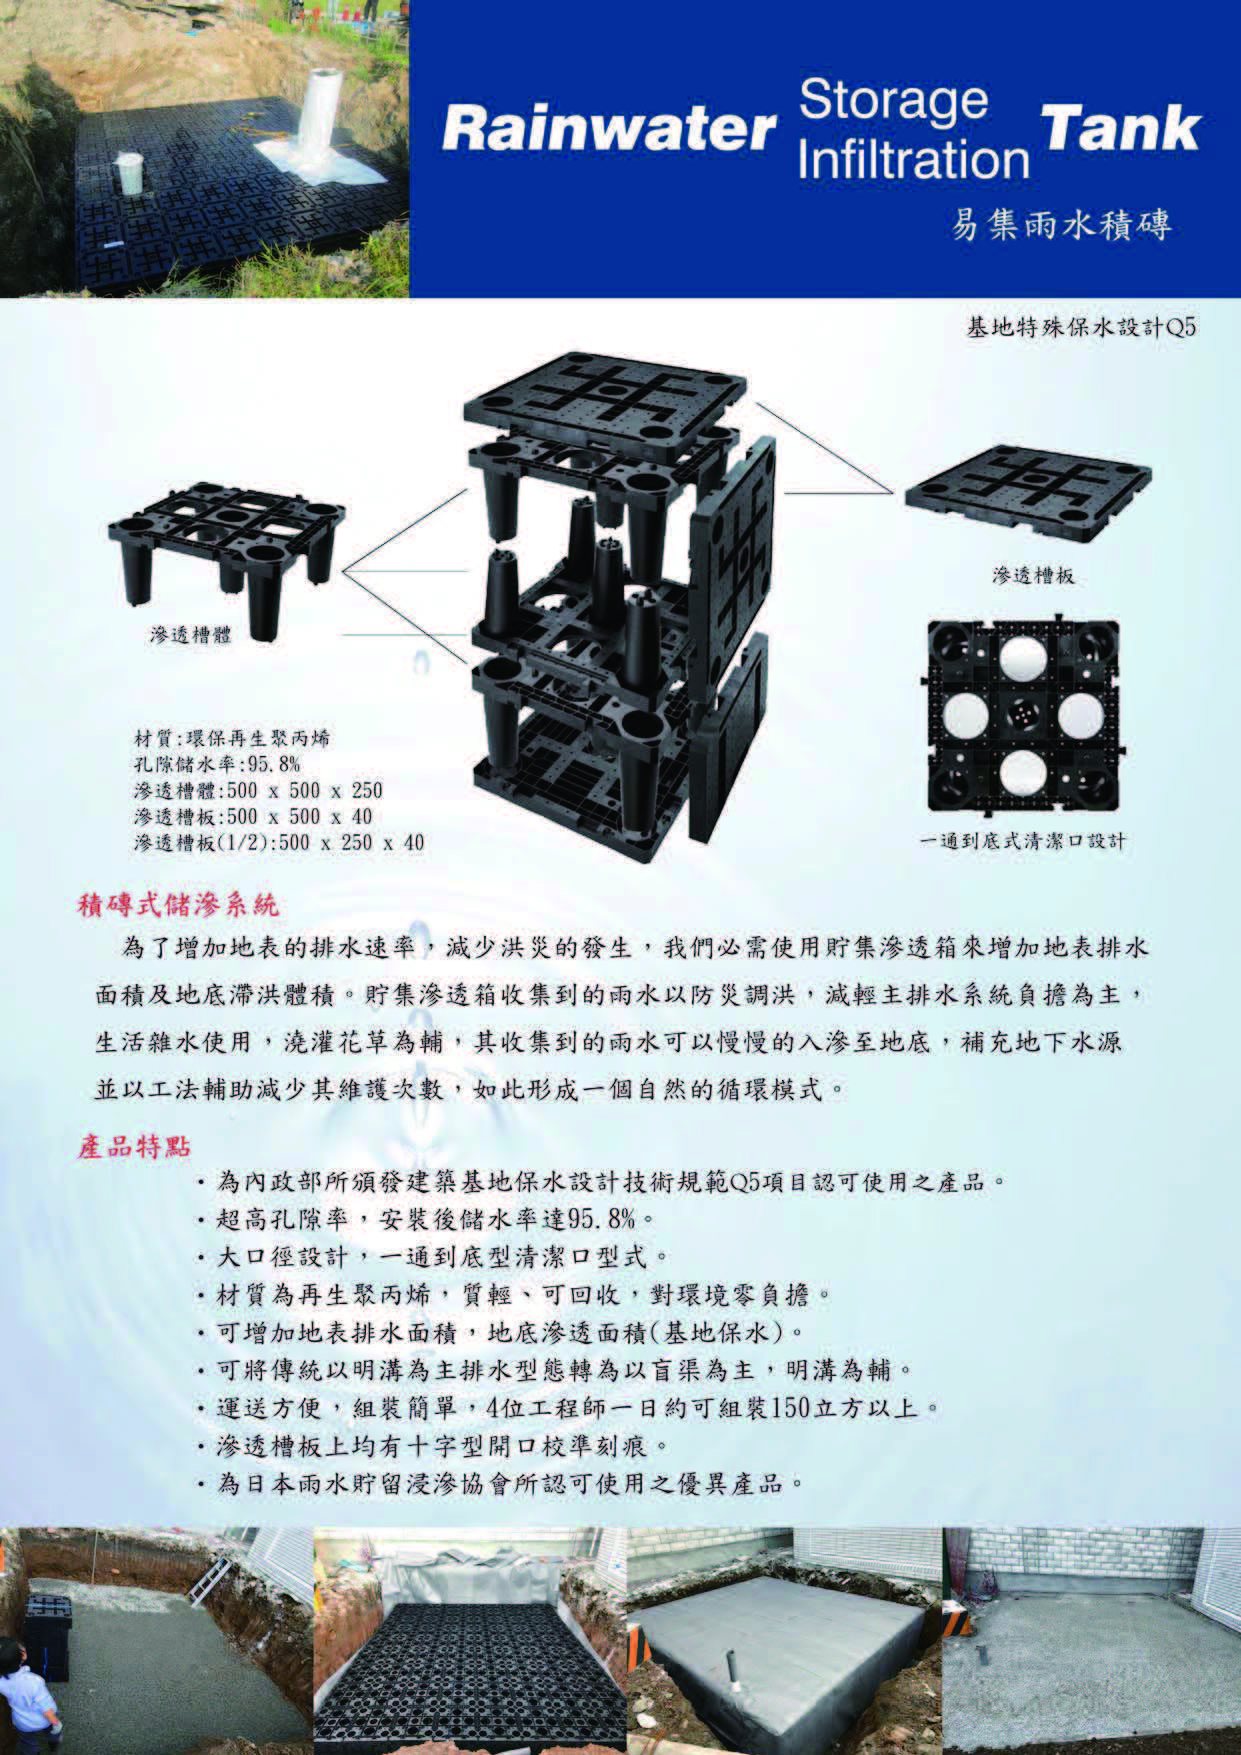 Rainwater Storage Infiltration Tank
易集雨水積磚
基地特殊保水設計Q5
滲透槽板
滲透槽體
一通到底式清潔口設計
材質:環保再生聚丙烯
孔隙儲水率:95.8%
滲透槽體:500 x 500 x 250
滲透槽板:500 x 500 x 40
滲透槽板(1/2):500 x 250 x 40
積磚式儲滲系統
為了增加地表的排水速率，減少洪災的發生，我們必需使用貯集滲透箱來增加地表排水
面積及地底滯洪體積。貯集滲透箱收集到的雨水以防災調洪，減輕主排水系統負擔為主，
生活雜水使用，澆灌花草為輔，其收集到的雨水可以慢慢的入滲至地底，補充地下水源
並以工法輔助減少其維護次數，如此形成一個自然的循環模式。
產品特點
・為內政部所頒發建築基地保水設計技術規範Q5項目認可使用之產品。
・超高孔隙率，安裝後儲水率達95.8%。
・大口徑設計，一通到底型清潔口型式。
・材質為再生聚丙烯，質輕、可回收，對環境零負擔。
・可增加地表排水面積，地底滲透面積(基地保水)。
・可將傳統以明溝為主排水型態轉為以盲渠為主，明溝為輔。
・運送方便，組裝簡單，4位工程師一日約可組裝150立方以上。
・滲透槽板上均有十字型開口校準刻痕。
・為日本雨水貯留浸滲協會所認可使用之優異產品。